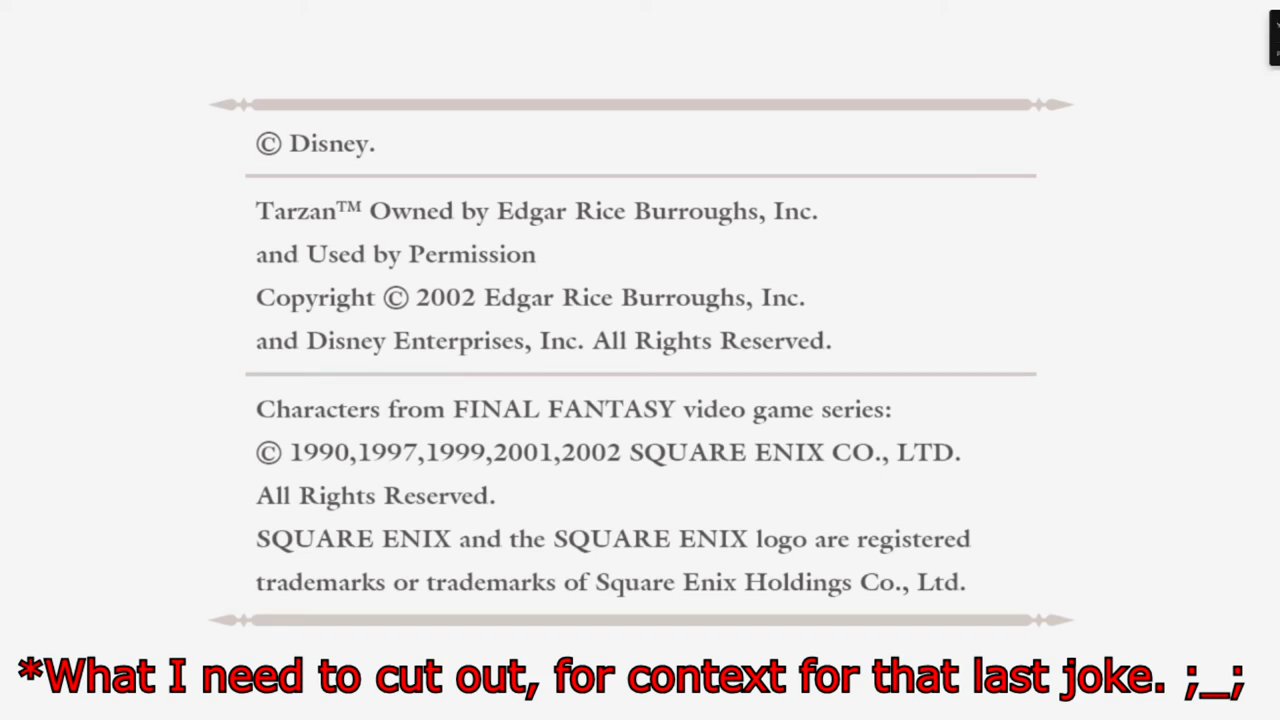 © Disney.
Tarzan™ Owned by Edgar Rice Burroughs, Inc.
and Used by Permission
Copyright © 2002 Edgar Rice Burroughs, Inc.
and Disney Enterprises, Inc. All Rights Reserved.
Characters from FINAL FANTASY video game series:
© 1990,1997,1999,2001,2002 SQUARE ENIX CO., LTD.
All Rights Reserved.
SQUARE ENIX and the SQUARE ENIX logo are registered
trademarks or trademarks of Square Enix Holdings Co., Ltd.
*What I need to cut out, for context for that last joke. ;_;